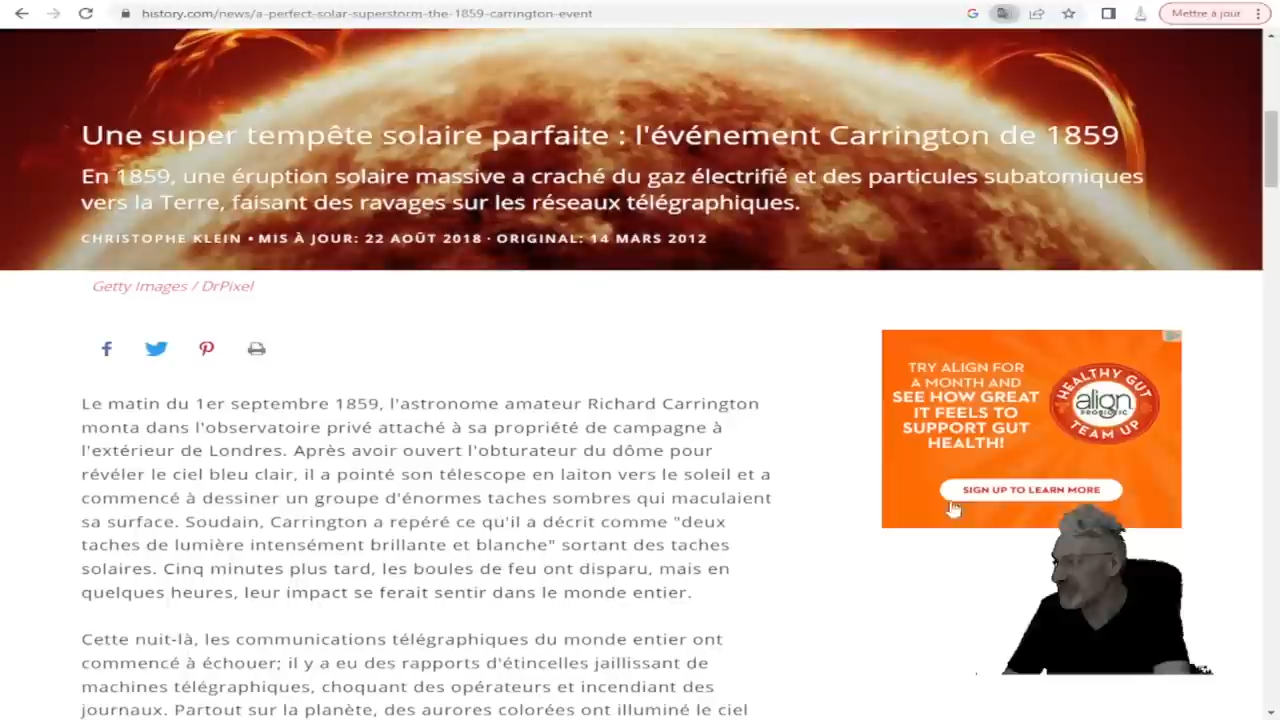 history.com/news/a-perfect-solar-superstorm-the-1859-carrington-event
Mettre à jour
Une super tempête solaire parfaite : l'événement Carrington de 1859
En 1859, une éruption solaire massive a craché du gaz électrifié et des particules subatomiques
vers la Terre, faisant des ravages sur les réseaux télégraphiques.
CHRISTOPHE KLEIN • MIS À JOUR: 22 AOÛT 2018 · ORIGINAL: 14 MARS 2012
Getty Images / DrPixel
Le matin du 1er septembre 1859, l'astronome amateur Richard Carrington
monta dans l'observatoire privé attaché à sa propriété de campagne à
l'extérieur de Londres. Après avoir ouvert l'obturateur du dôme pour
révéler le ciel bleu clair, il a pointé son télescope en laiton vers le soleil et a
commencé à dessiner un groupe d'énormes taches sombres qui maculaient
sa surface. Soudain, Carrington a repéré ce qu'il a décrit comme "deux
taches de lumière intensément brillante et blanche" sortant des taches
solaires. Cinq minutes plus tard, les boules de feu ont disparu, mais en
quelques heures, leur impact se ferait sentir dans le monde entier.
Cette nuit-là, les communications télégraphiques du monde entier ont
commencé à échouer; il y a eu des rapports d'étincelles jaillissant de
machines télégraphiques, choquant des opérateurs et incendiant des
journaux. Partout sur la planète, des aurores colorées ont illuminé le ciel
TRY ALIGN FOR
A MONTH AND
SEE HOW GREAT
IT FEELS TO
SUPPORT GUT
HEALTH!
HEALTHY GUT
align
PROBIOTIC
TEAM UP
SIGN UP TO LEARN MORE